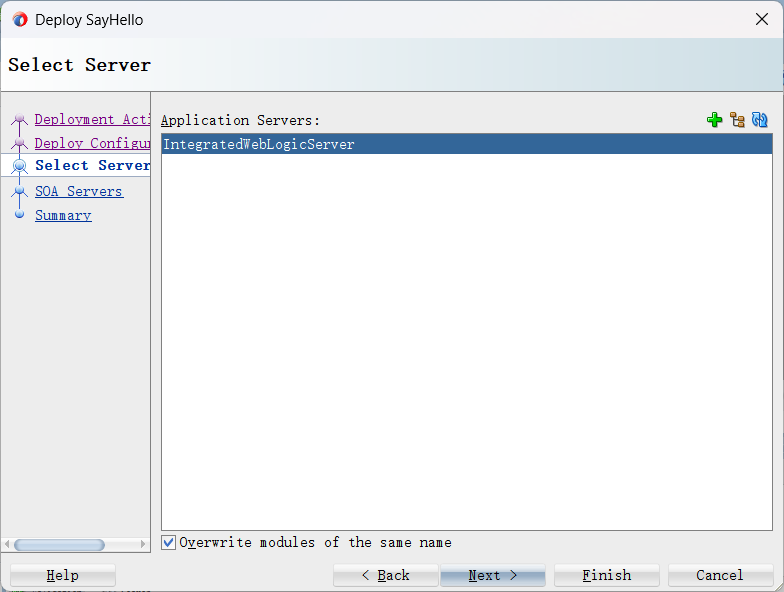 Deploy SayHello
Select Server
Deployment Acti
Deploy Configur
Select Server
SOA Servers
Summary
Application Servers:
IntegratedWebLogicServer
Overwrite modules of the same name
Help
< Back
Next >
Finish
Cancel